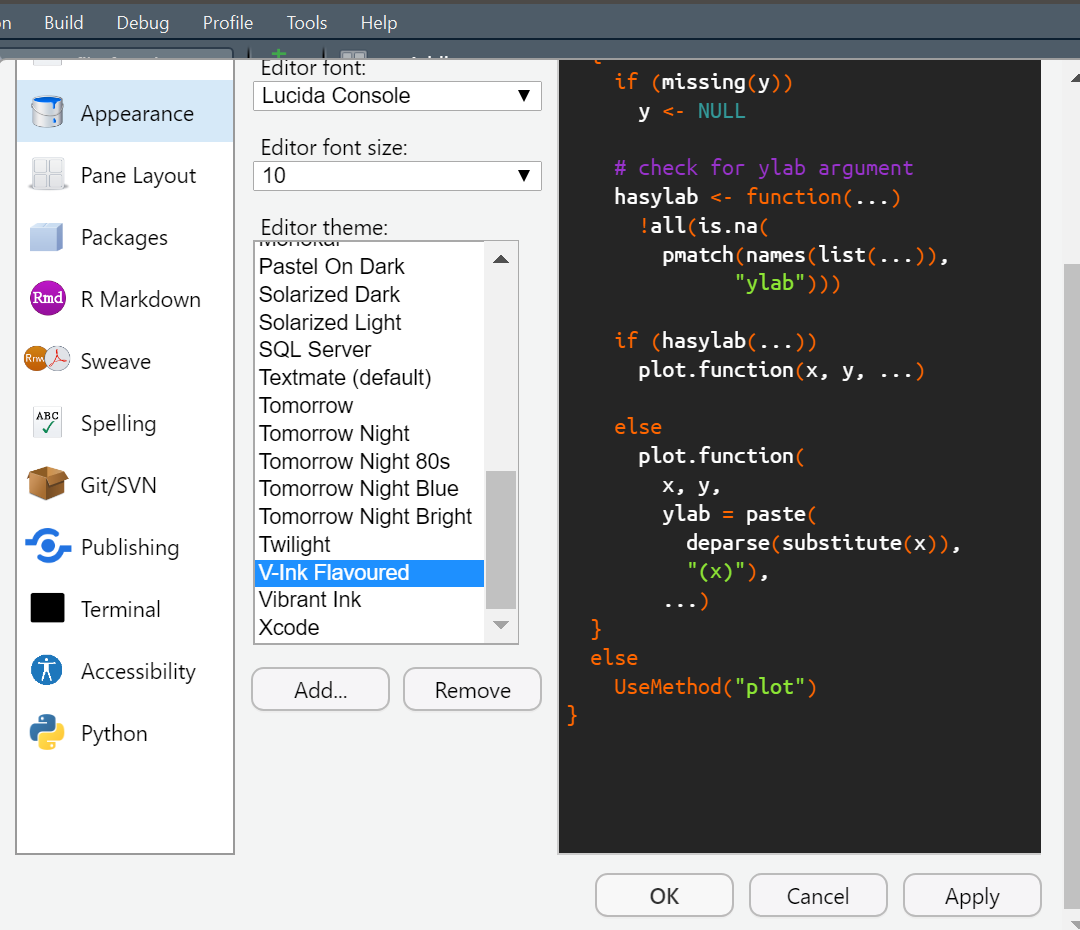 n Build Debug Profile Tools Help
Appearance
Pane Layout
Packages
Rmd R Markdown
Rnw Sweave
ABC Spelling
Git/SVN
Publishing
Terminal
Accessibility
Python
Editor font:
Lucida Console
Editor font size:
10
Editor theme:
Monokai
Pastel On Dark
Solarized Dark
Solarized Light
SQL Server
Textmate (default)
Tomorrow
Tomorrow Night
Tomorrow Night 80s
Tomorrow Night Blue
Tomorrow Night Bright
Twilight
V-Ink Flavoured
Vibrant Ink
Xcode
Add...
Remove
{
if (missing(y))
y <- NULL
# check for ylab argument
hasylab <- function(...)
!all(is.na(
pmatch(names(list(...)),
"ylab")))
if (hasylab(...))
plot.function(x, y, ...)
else
plot.function(
x, y,
ylab = paste(
deparse(substitute(x)),
"(x)"),
...)
}
else
UseMethod("plot")
}
OK
Cancel
Apply